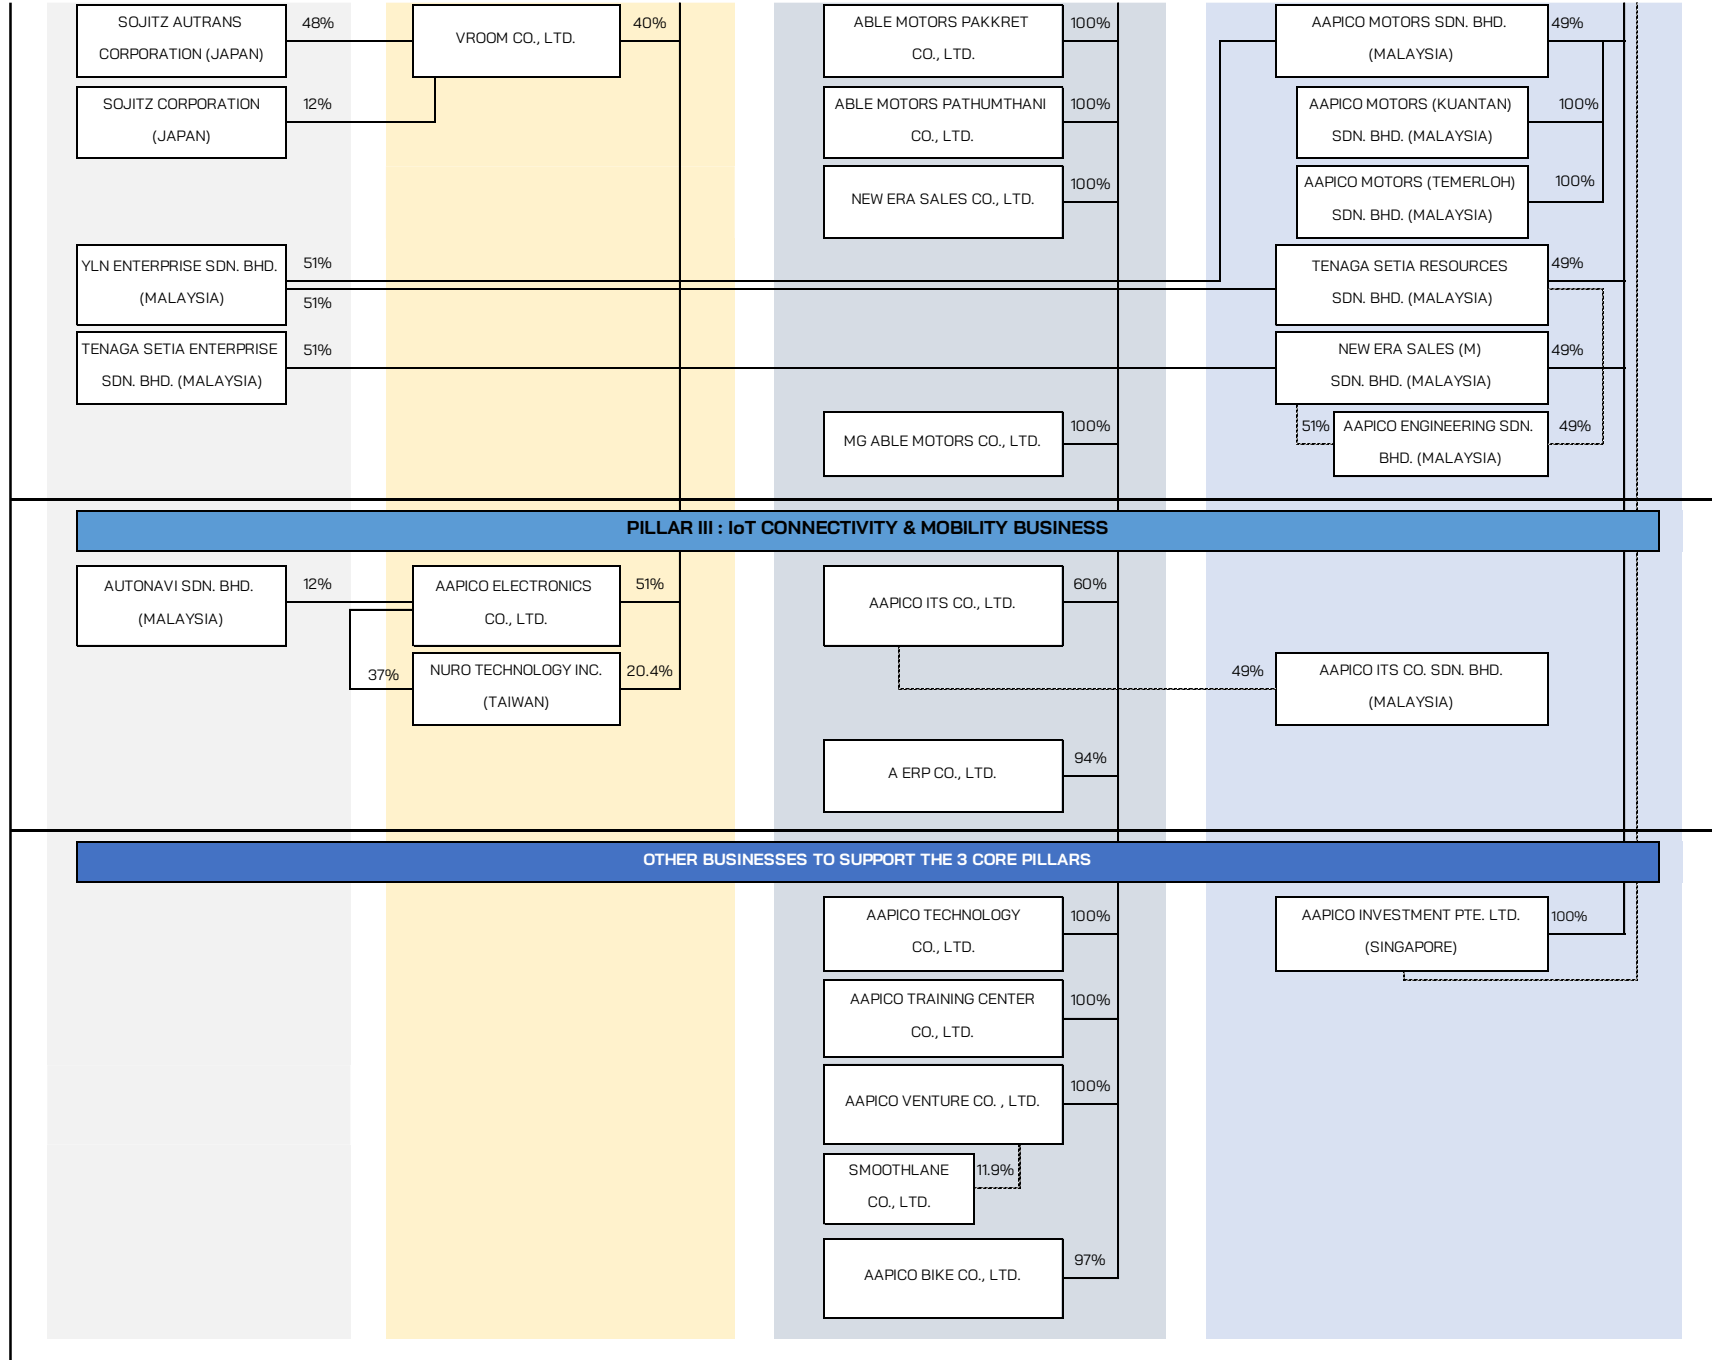 SOJITZ AUTRANS
CORPORATION (JAPAN)
48%
VROOM CO., LTD.
40%
ABLE MOTORS PAKKRET
CO., LTD.
100%
AAPICO MOTORS SDN. BHD.
(MALAYSIA)
49%
SOJITZ CORPORATION
(JAPAN)
12%
ABLE MOTORS PATHUMTHANI
CO., LTD.
100%
AAPICO MOTORS (KUANTAN)
SDN. BHD. (MALAYSIA)
100%
NEW ERA SALES CO., LTD.
100%
AAPICO MOTORS (TEMERLOH)
SDN. BHD. (MALAYSIA)
100%
YLN ENTERPRISE SDN. BHD.
(MALAYSIA)
51%
51%
TENAGA SETIA RESOURCES
SDN. BHD. (MALAYSIA)
49%
TENAGA SETIA ENTERPRISE
SDN. BHD. (MALAYSIA)
51%
NEW ERA SALES (M)
SDN. BHD. (MALAYSIA)
49%
MG ABLE MOTORS CO., LTD.
100%
51%
AAPICO ENGINEERING SDN.
BHD. (MALAYSIA)
49%
PILLAR III : IoT CONNECTIVITY & MOBILITY BUSINESS
AUTONAVI SDN. BHD.
(MALAYSIA)
12%
AAPICO ELECTRONICS
CO., LTD.
51%
AAPICO ITS CO., LTD.
60%
37%
NURO TECHNOLOGY INC.
(TAIWAN)
20.4%
49%
AAPICO ITS CO. SDN. BHD.
(MALAYSIA)
A ERP CO., LTD.
94%
OTHER BUSINESSES TO SUPPORT THE 3 CORE PILLARS
AAPICO TECHNOLOGY
CO., LTD.
100%
AAPICO INVESTMENT PTE. LTD.
(SINGAPORE)
100%
AAPICO TRAINING CENTER
CO., LTD.
100%
AAPICO VENTURE CO. , LTD.
100%
SMOOTHLANE
CO., LTD.
11.9%
AAPICO BIKE CO., LTD.
97%